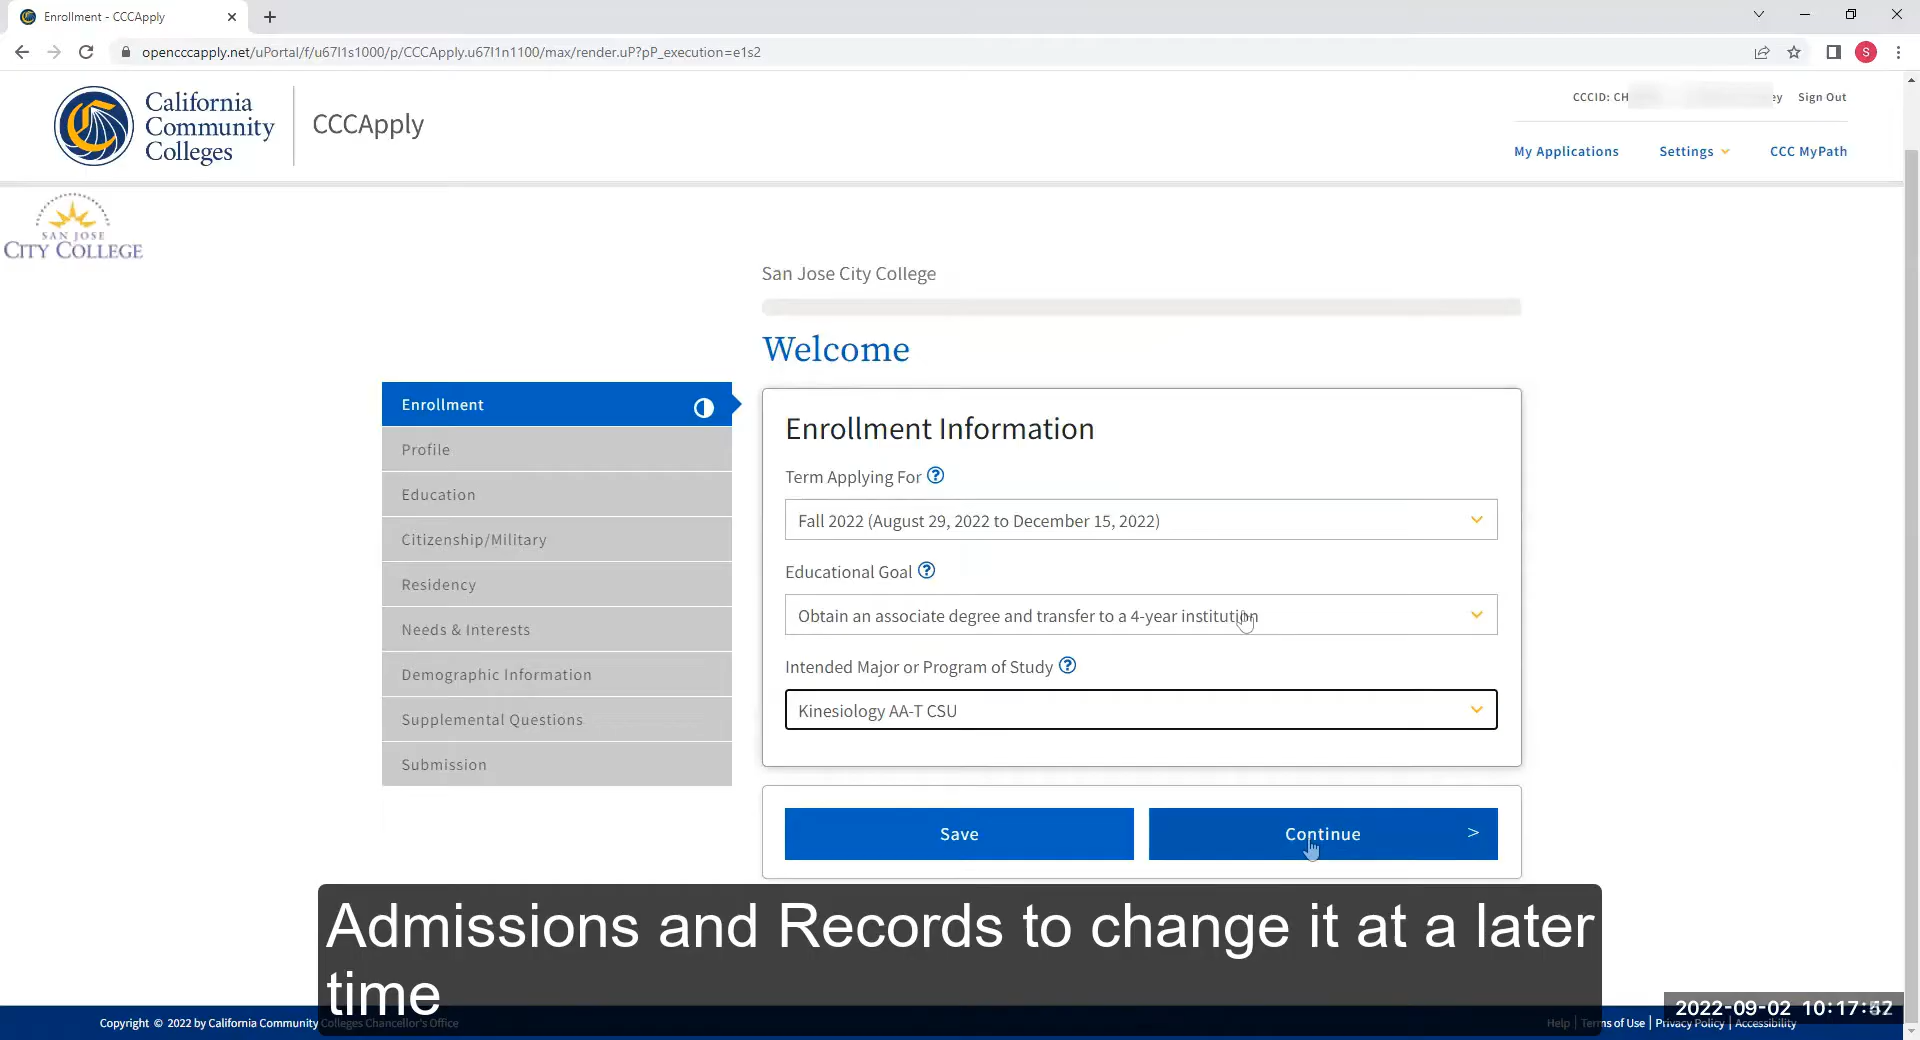 Enrollment - CCCApply
opencccapply.net/uPortal/f/u67l1s1000/p/CCCApply.u67l1n1100/max/render.uP?pP_execution=e1s2
S
California
Community
Colleges
CCCApply
CCCID: CH
ey Sign Out
My Applications Settings CCC MyPath
SAN JOSE
CITY COLLEGE
San Jose City College
Welcome
Enrollment
Profile
Education
Citizenship/Military
Residency
Needs & Interests
Demographic Information
Supplemental Questions
Submission
Enrollment Information
Term Applying For ?
Fall 2022 (August 29, 2022 to December 15, 2022)
Educational Goal ?
Obtain an associate degree and transfer to a 4-year institution
Intended Major or Program of Study ?
Kinesiology AA-T CSU
Save
Continue >
Admissions and Records to change it at a later
time
Copyright © 2022 by California Community Colleges Chancellor's Office
Help | Terms of Use | Privacy Policy | Accessibility
2022-09-02 10:17: